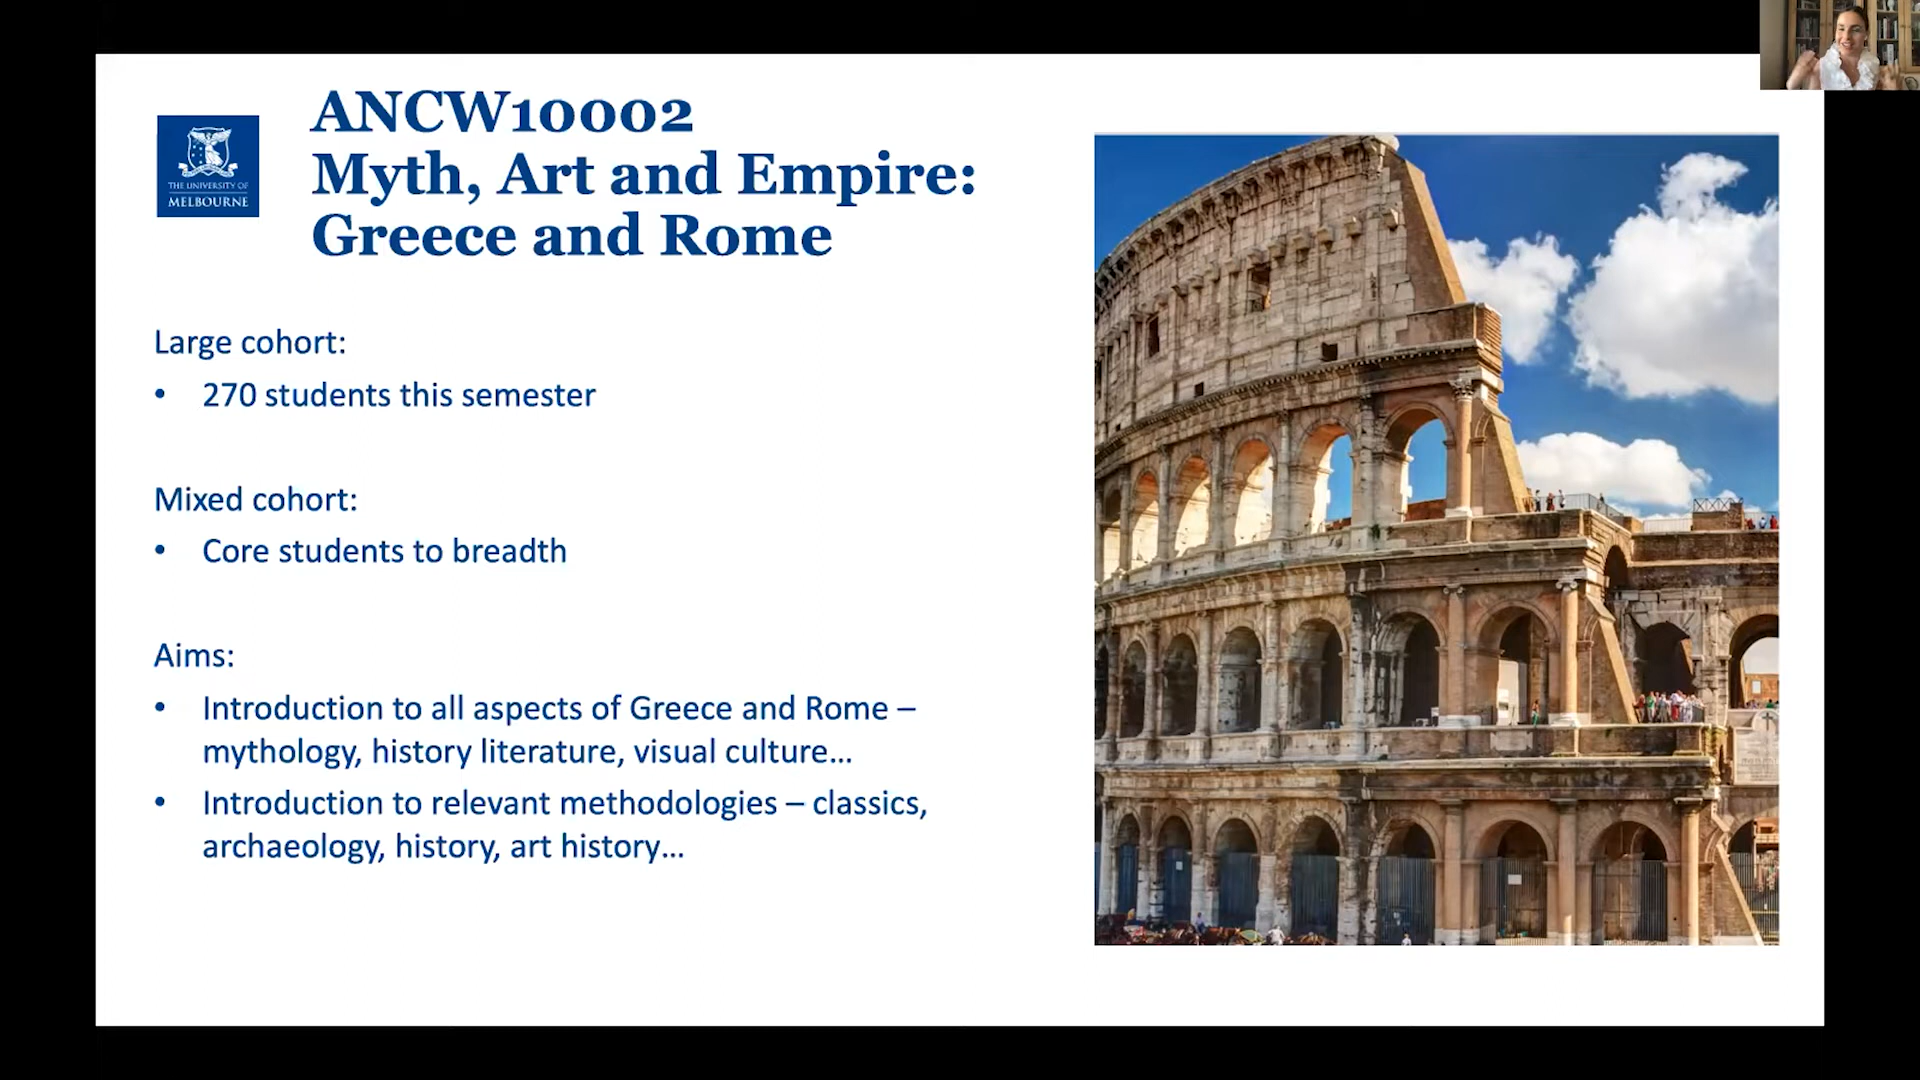 THE UNIVERSITY OF
MELBOURNE
ANCW10002
Myth, Art and Empire:
Greece and Rome
Large cohort:
• 270 students this semester
Mixed cohort:
• Core students to breadth
Aims:
• Introduction to all aspects of Greece and Rome –
mythology, history literature, visual culture…
• Introduction to relevant methodologies – classics,
archaeology, history, art history…